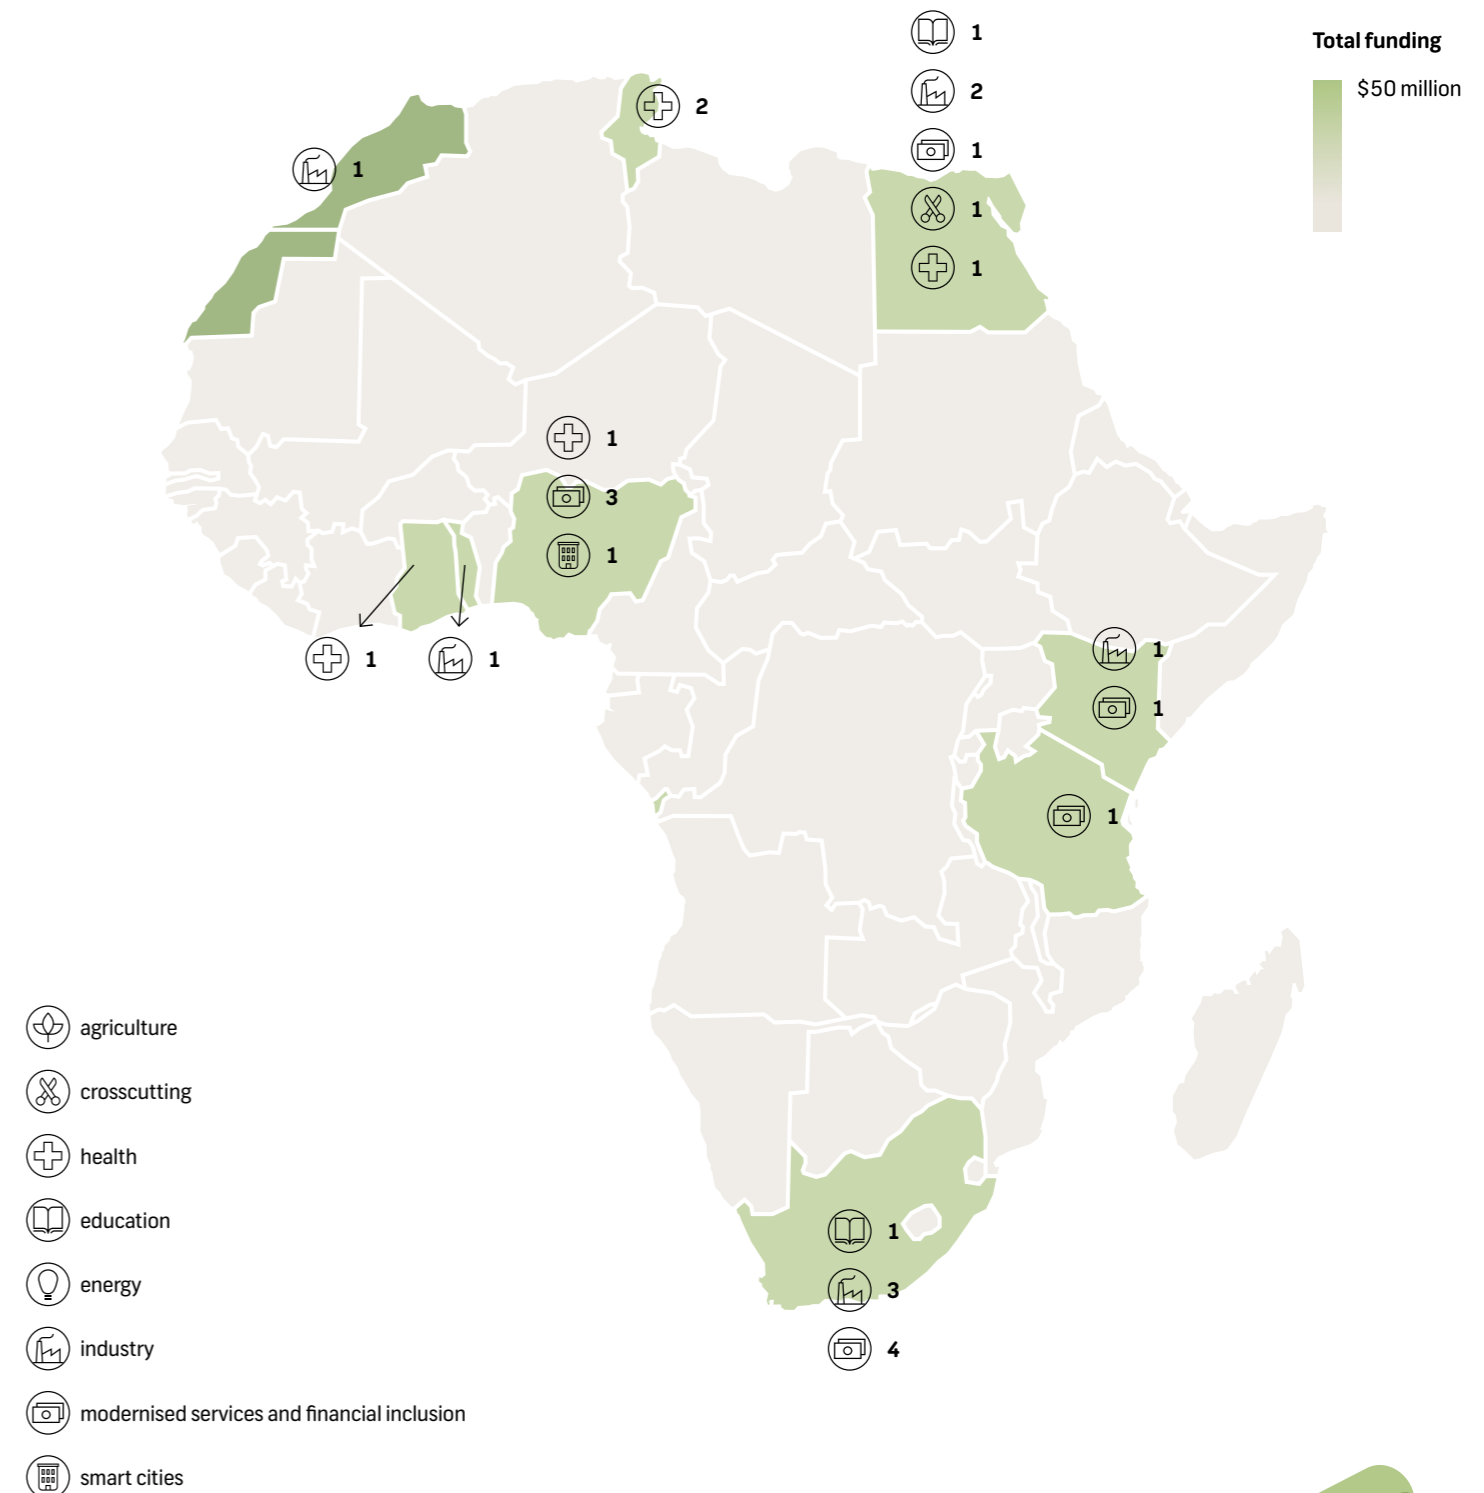 1
2
1
1
1
Total funding
$50 million
2
1
1
3
1
1
1
1
1
1
1
3
4
agriculture
crosscutting
health
education
energy
industry
modernised services and financial inclusion
smart cities